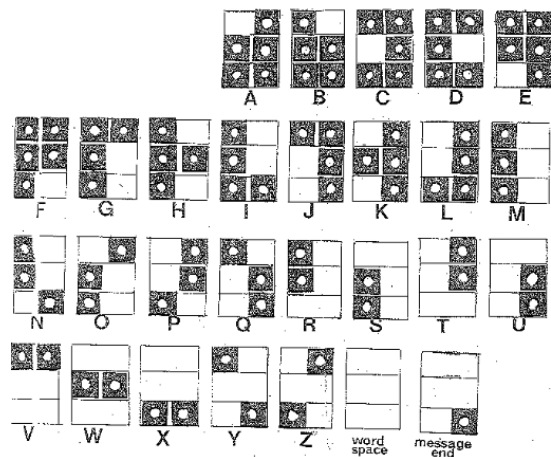 A B C D E
F G H I J K L M
N O P Q R S T U
V W X Y Z word space message end